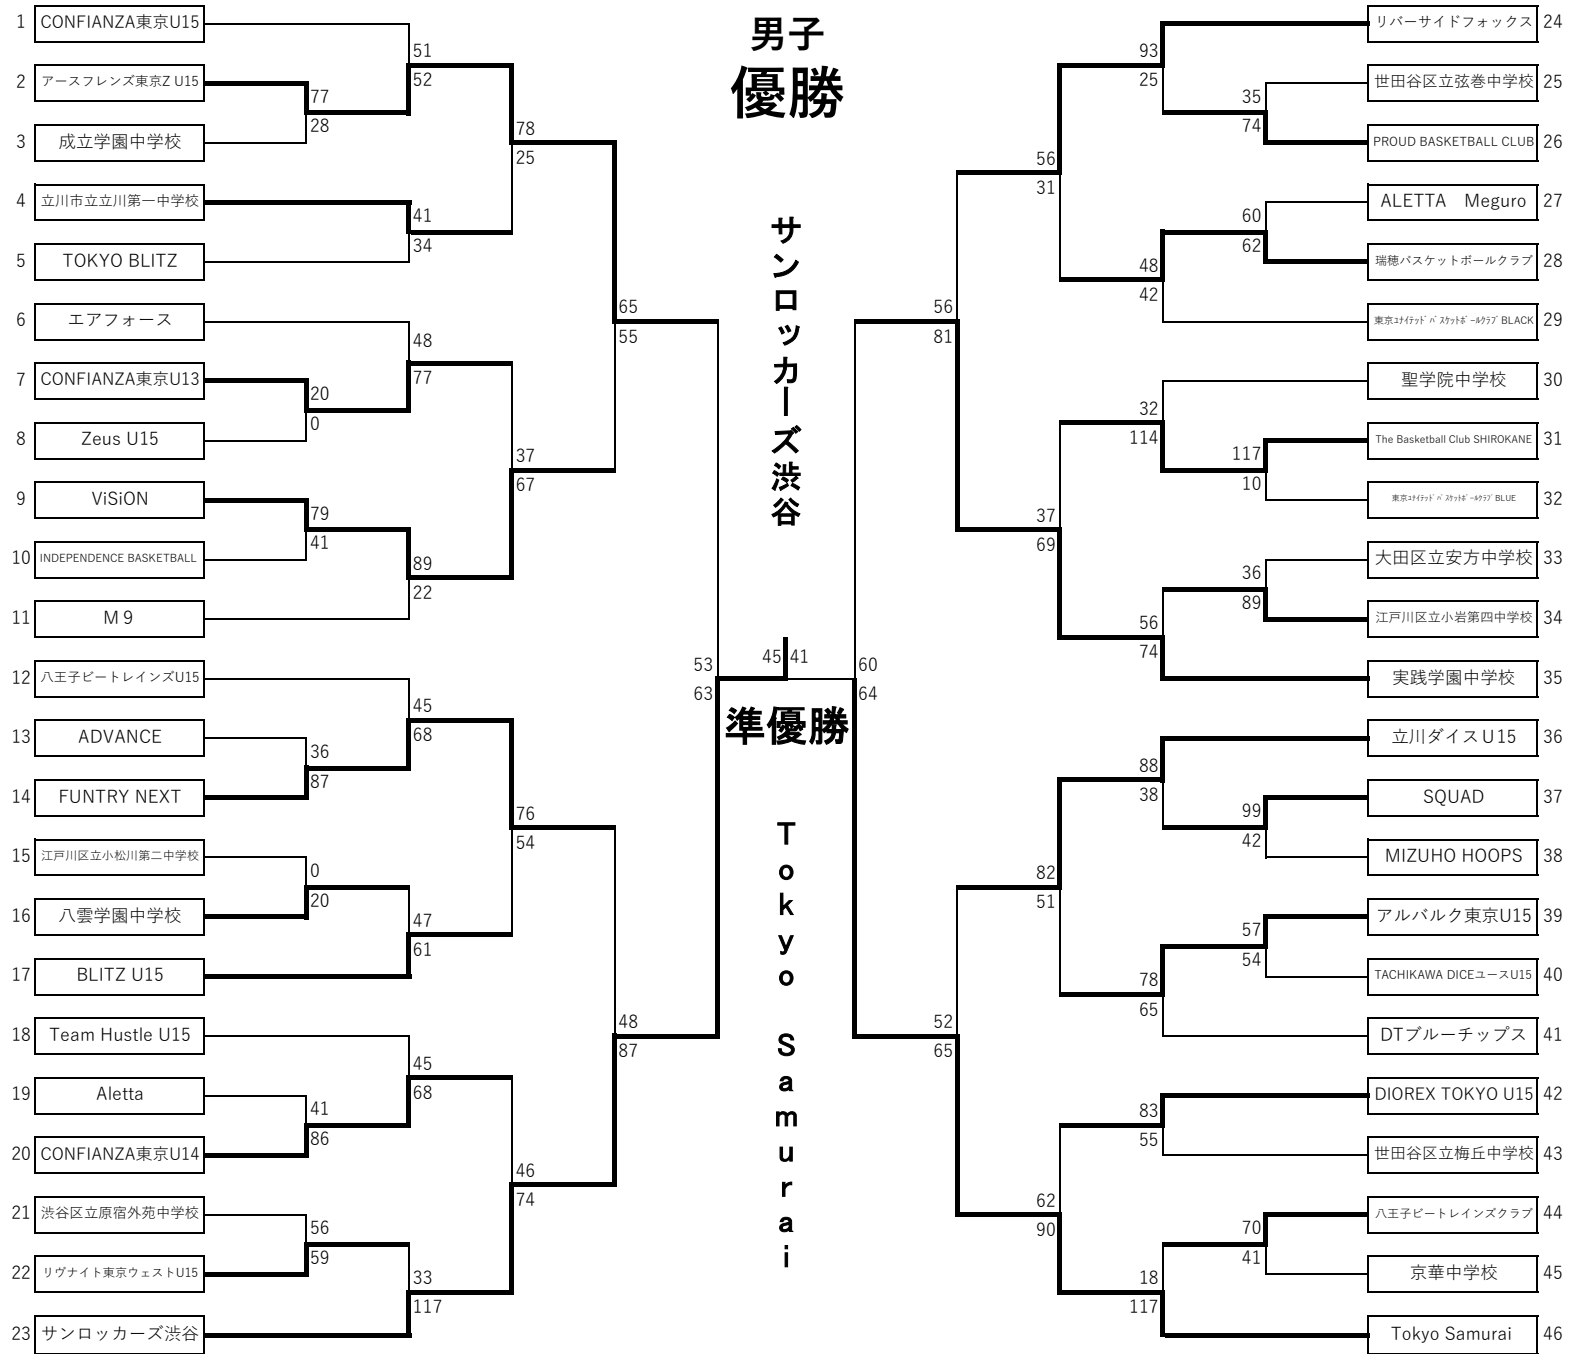 男子
優勝
サンロッカーズ渋谷
45 41
準優勝
Tokyo Samurai
1 CONFIANZA東京U15
2 アースフレンズ東京Z U15
3 成立学園中学校
4 立川市立立川第一中学校
5 TOKYO BLITZ
6 エアフォース
7 CONFIANZA東京U13
8 Zeus U15
9 ViSiON
10 INDEPENDENCE BASKETBALL
11 M 9
12 八王子ビートレインズU15
13 ADVANCE
14 FUNTRY NEXT
15 江戸川区立小松川第二中学校
16 八雲学園中学校
17 BLITZ U15
18 Team Hustle U15
19 Aletta
20 CONFIANZA東京U14
21 渋谷区立原宿外苑中学校
22 リヴナイト東京ウェストU15
23 サンロッカーズ渋谷
77
28
20
0
79
41
36
87
0
20
41
86
56
59
51
52
41
34
48
77
89
22
45
68
47
61
45
68
33
117
78
25
37
67
76
54
46
74
65
55
48
87
53
63
60
64
56
81
52
65
56
31
37
69
82
51
62
90
93
25
48
42
32
114
56
74
88
38
78
65
83
55
18
117
35
74
60
62
117
10
36
89
99
42
57
54
70
41
リバーサイドフォックス 24
世田谷区立弦巻中学校 25
PROUD BASKETBALL CLUB 26
ALETTA　Meguro 27
瑞穂バスケットボールクラブ 28
東京ﾕﾅｲﾃｯﾄﾞﾊﾞｽｹｯﾄﾎﾞｰﾙｸﾗﾌﾞ BLACK 29
聖学院中学校 30
The Basketball Club SHIROKANE 31
東京ﾕﾅｲﾃｯﾄﾞﾊﾞｽｹｯﾄﾎﾞｰﾙｸﾗﾌﾞ BLUE 32
大田区立安方中学校 33
江戸川区立小岩第四中学校 34
実践学園中学校 35
立川ダイスU15 36
SQUAD 37
MIZUHO HOOPS 38
アルバルク東京U15 39
TACHIKAWA DICEユースU15 40
DTブルーチップス 41
DIOREX TOKYO U15 42
世田谷区立梅丘中学校 43
八王子ビートレインズクラブ 44
京華中学校 45
Tokyo Samurai 46